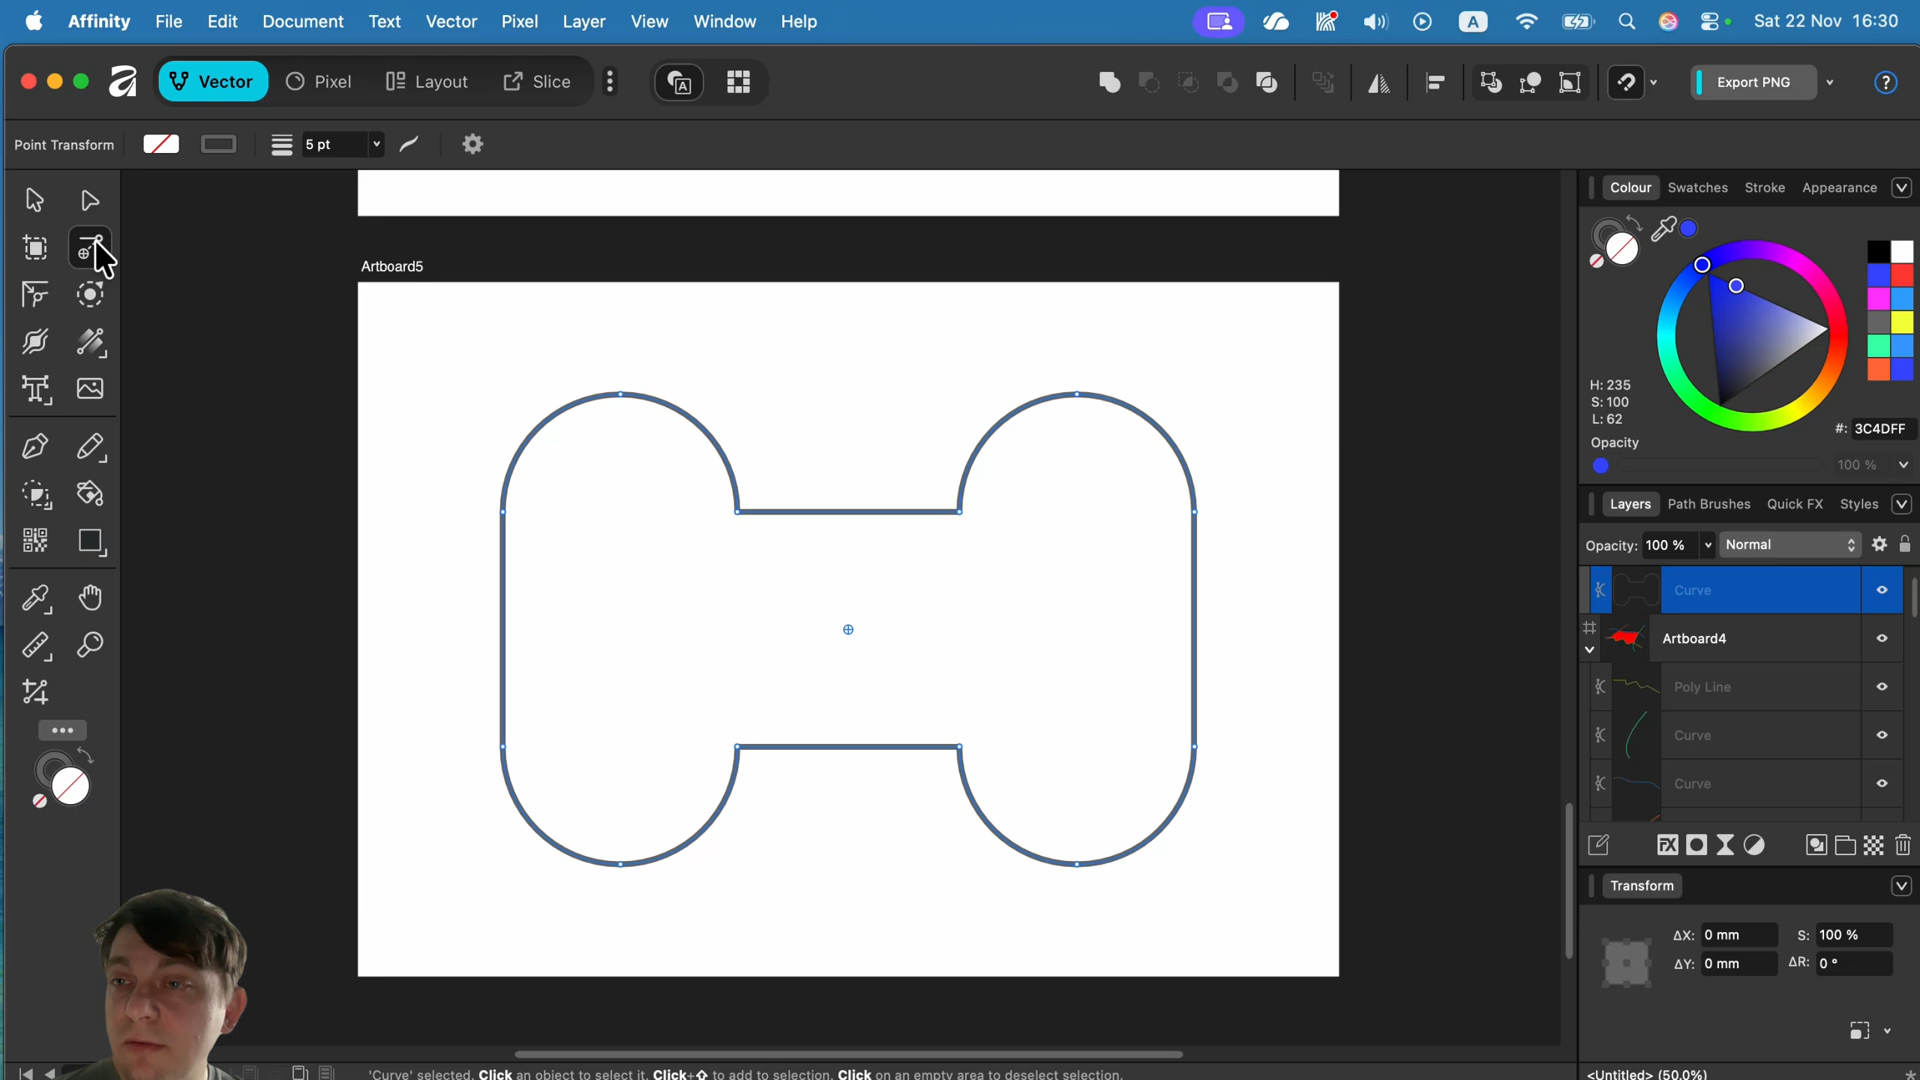 Affinity File Edit Document Text Vector Pixel Layer View Window Help A Sat 22 Nov 16:30
Vector Pixel Layout Slice A Export PNG ?
Point Transform 5 pt
Colour Swatches Stroke Appearance
Artboard5
H: 235
S: 100
L: 62
#: 3C4DFF
Opacity
100 %
Layers Path Brushes Quick FX Styles
Opacity: 100 % Normal
Curve
Artboard4
Poly Line
Curve
Curve
FX
Transform
ΔX: 0 mm S: 100 %
ΔY: 0 mm ΔR: 0 °
'Curve' selected. Click an object to select it. Click+⇧ to add to selection. Click on an empty area to deselect selection.
<Untitled> (50.0%)